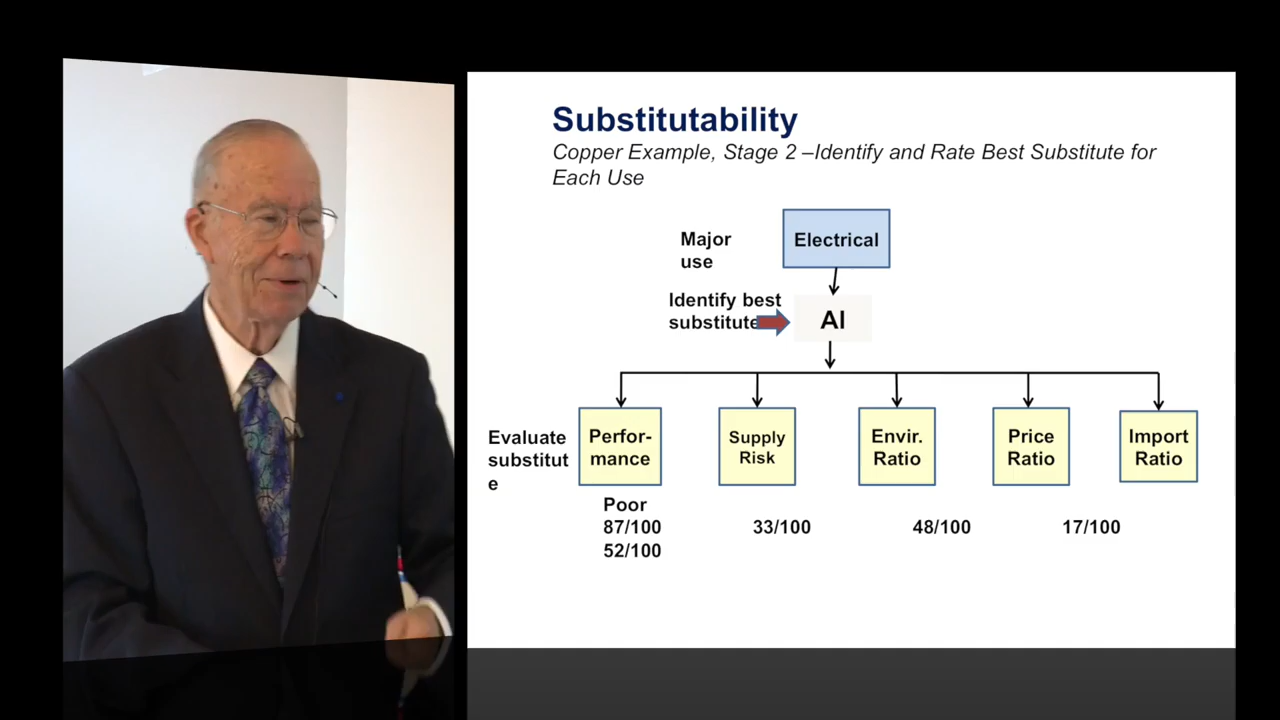 Substitutability
Copper Example, Stage 2 –Identify and Rate Best Substitute for
Each Use
Major
use
Electrical
Identify best
substitute
Al
Evaluate
substitut
e
Perfor-
mance
Supply
Risk
Envir.
Ratio
Price
Ratio
Import
Ratio
Poor
87/100 33/100 48/100 17/100
52/100